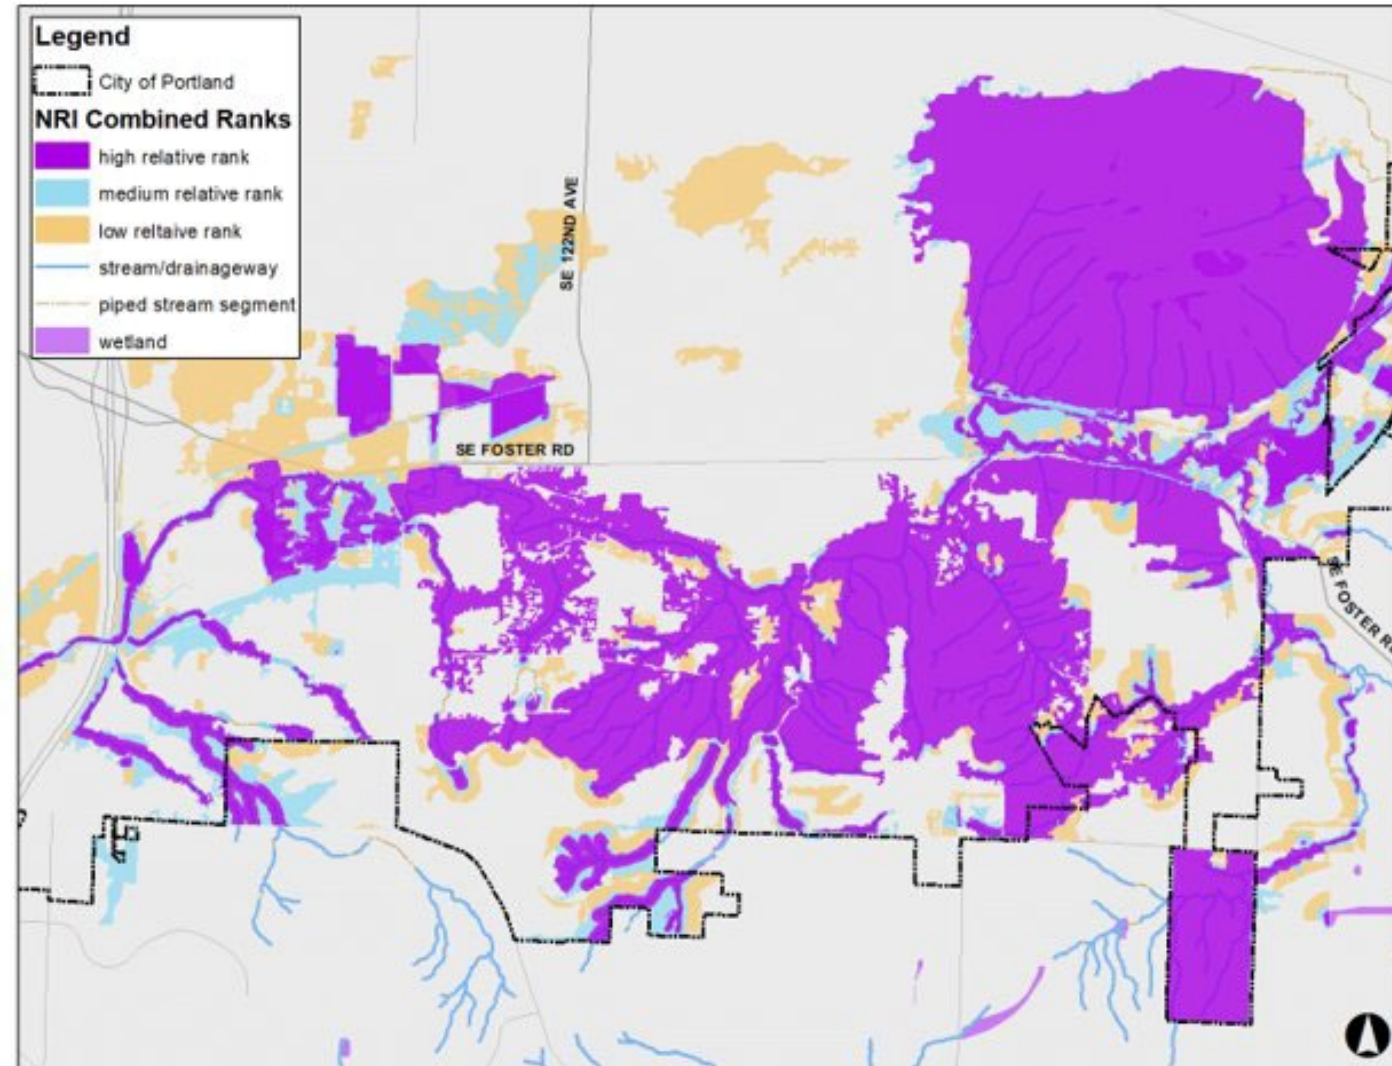 Legend
City of Portland
NRI Combined Ranks
high relative rank
medium relative rank
low reltaive rank
stream/drainageway
piped stream segment
wetland
SE 122ND AVE
SE FOSTER RD
SE FOSTER RD